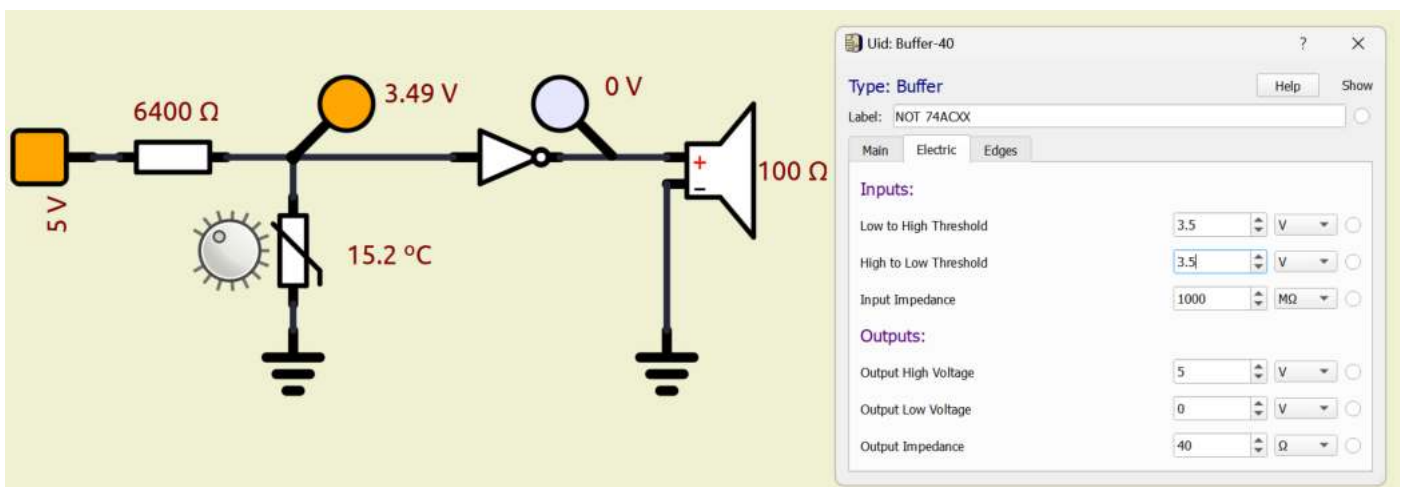 6400 Ω
3.49 V
0 V
5 V
15.2 ºC
+
−
100 Ω
Uid: Buffer-40
?
Type: Buffer
Help
Show
Label: NOT 74ACXX
Main Electric Edges
Inputs:
Low to High Threshold 3.5 V
High to Low Threshold 3.5 V
Input Impedance 1000 MΩ
Outputs:
Output High Voltage 5 V
Output Low Voltage 0 V
Output Impedance 40 Ω